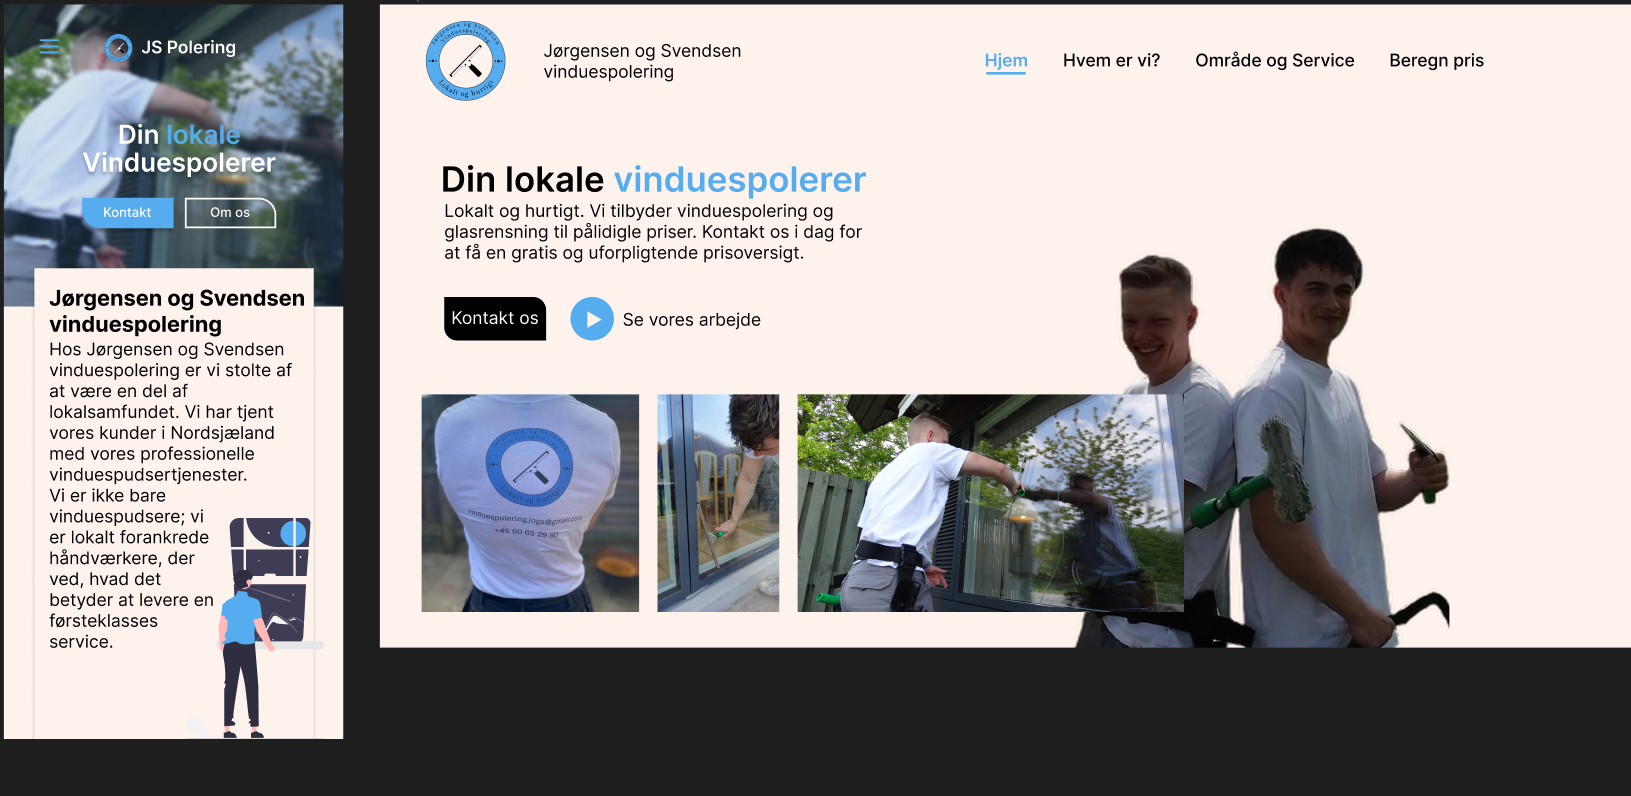 JS Polering
Din lokale
Vinduespolerer
Kontakt
Om os
Jørgensen og Svendsen
vinduespolering
Hos Jørgensen og Svendsen
vinduespolering er vi stolte af
at være en del af
lokalsamfundet. Vi har tjent
vores kunder i Nordsjæland
med vores professionelle
vinduespudsertjenester.
Vi er ikke bare
vinduespudsere; vi
er lokalt forankrede
håndværkere, der
ved, hvad det
betyder at levere en
førsteklasses
service.
Jørgensen og Svendsen
Vinduespolering
Lokalt og hurtigt
Jørgensen og Svendsen
vinduespolering
Hjem
Hvem er vi?
Område og Service
Beregn pris
Din lokale vinduespolerer
Lokalt og hurtigt. Vi tilbyder vinduespolering og
glasrensning til pålidigle priser. Kontakt os i dag for
at få en gratis og uforpligtende prisoversigt.
Kontakt os
Se vores arbejde
Jørgensen og Svendsen
Vinduespolering
Lokalt og hurtigt
vinduespolering.jogs@gmail.com
+45 60 65 29 80